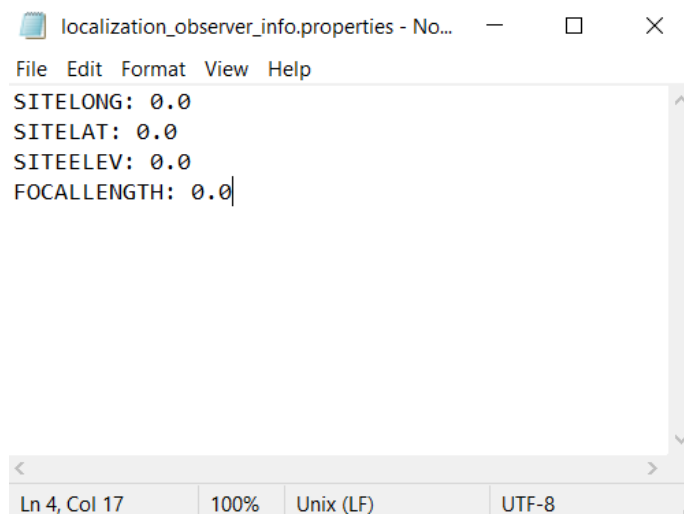 localization_observer_info.properties - No...
File Edit Format View Help
SITELONG: 0.0
SITELAT: 0.0
SITEELEV: 0.0
FOCALLENGTH: 0.0
Ln 4, Col 17 100% Unix (LF) UTF-8